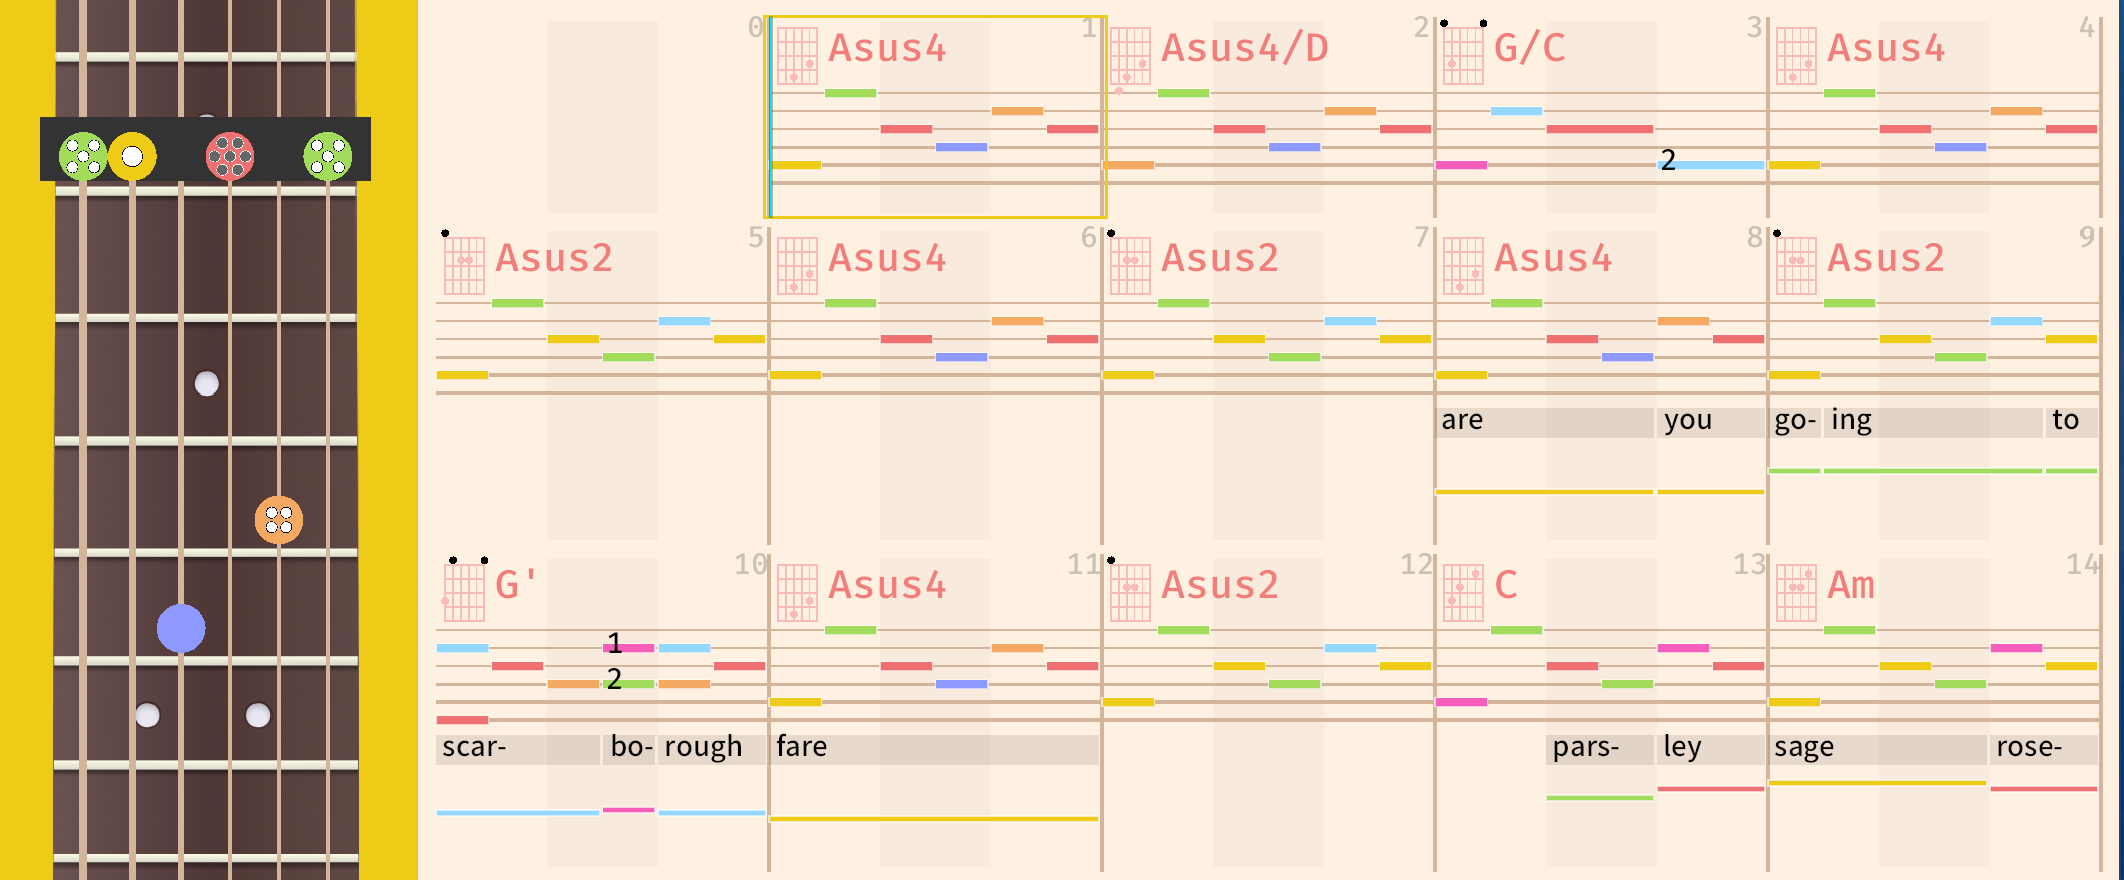 0 Asus4 1 Asus4/D 2 G/C 3 Asus4 4
2
Asus2 5 Asus4 6 Asus2 7 Asus4 8 Asus2 9
are you go- ing to
G' 10 Asus4 11 Asus2 12 C 13 Am 14
1
2
scar- bo- rough fare pars- ley sage rose-